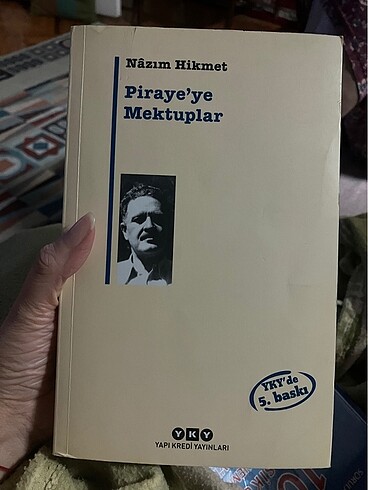 Nâzım Hikmet
Piraye'ye
Mektuplar
YKY'de
5. baskı
YKY
YAPI KREDİ YAYINLARI